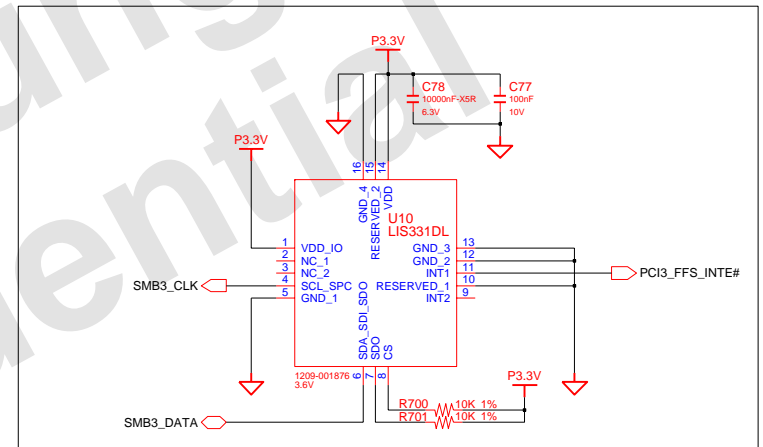 ung
ential
P3.3V
C78
10000nF-X5R
6.3V
C77
100nF
10V
P3.3V
16
15
14
GND_4
RESERVED_2
VDD
U10
LIS331DL
1
VDD_IO
GND_3
13
2
NC_1
GND_2
12
3
NC_2
INT1
11
PCI3_FFS_INTE#
SMB3_CLK
4
SCL_SPC
RESERVED_1
10
5
GND_1
INT2
9
SDA_SDI_SDO
SDO
CS
1209-001876
3.6V
6
7
8
P3.3V
R700
10K 1%
R701
10K 1%
SMB3_DATA